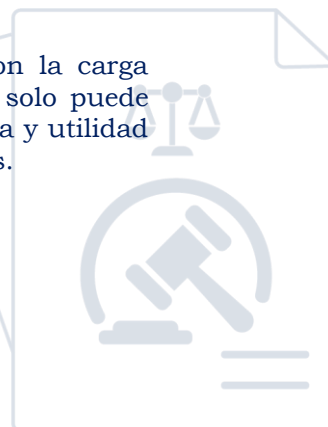 on la carga
solo puede
a y utilidad
s.